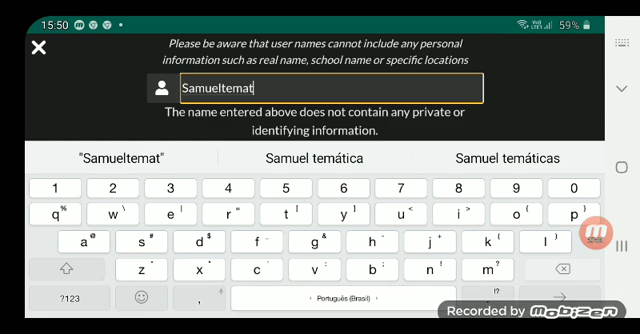 15:50
59%
Please be aware that user names cannot include any personal
information such as real name, school name or specific locations
Samueltemat
The name entered above does not contain any private or
identifying information.
"Samueltemat" Samuel temática Samuel temáticas
1 2 3 4 5 6 7 8 9 0
q w e r t y u i o p
a s d f g h j k l
z x c v b n m
?123 , Português (Brasil) . !?
Recorded by mobizen